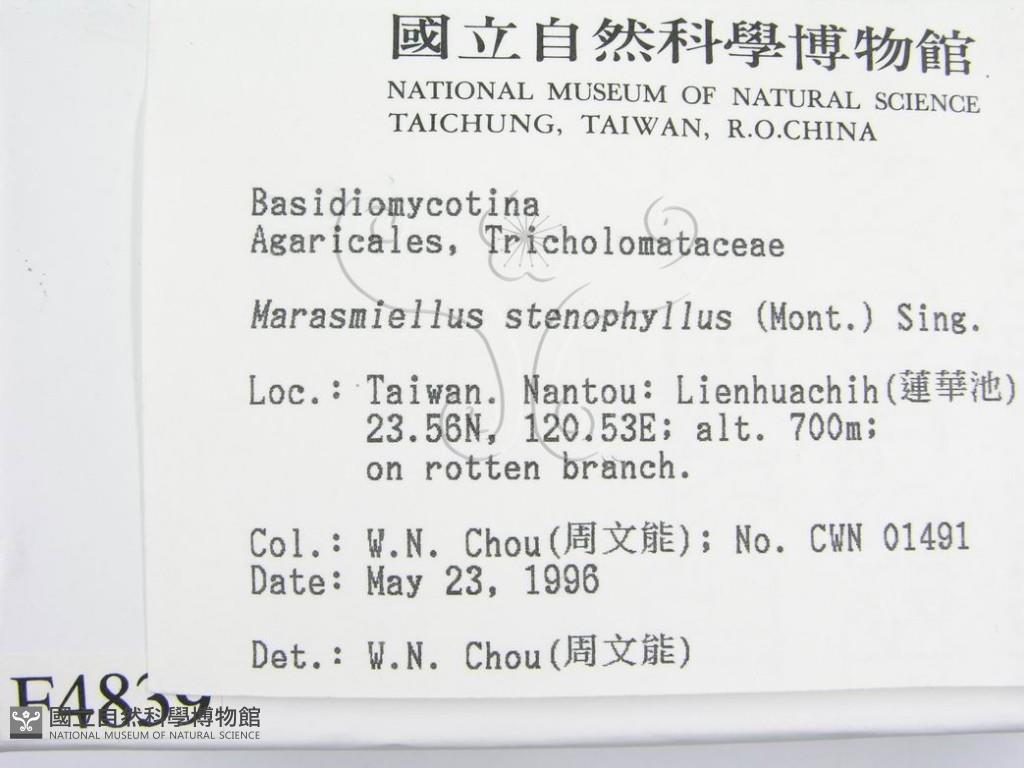 國立自然科學博物館
NATIONAL MUSEUM OF NATURAL SCIENCE
TAICHUNG, TAIWAN, R.O.CHINA
Basidiomycotina
Agaricales, Tricholomataceae
Marasmiellus stenophyllus (Mont.) Sing.
Loc.: Taiwan. Nantou: Lienhuachih(蓮華池)
23.56N, 120.53E; alt. 700m;
on rotten branch.
Col.: W.N. Chou(周文能); No. CWN 01491
Date: May 23, 1996
Det.: W.N. Chou(周文能)
F4839
國立自然科學博物館
NATIONAL MUSEUM OF NATURAL SCIENCE